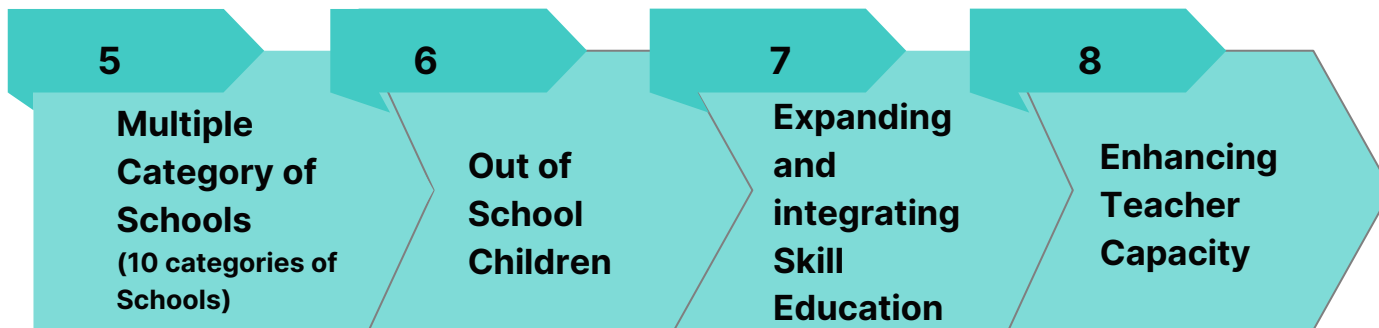 5
Multiple
Category of
Schools
(10 categories of
Schools)
6
Out of
School
Children
7
Expanding
and
integrating
Skill
Education
8
Enhancing
Teacher
Capacity